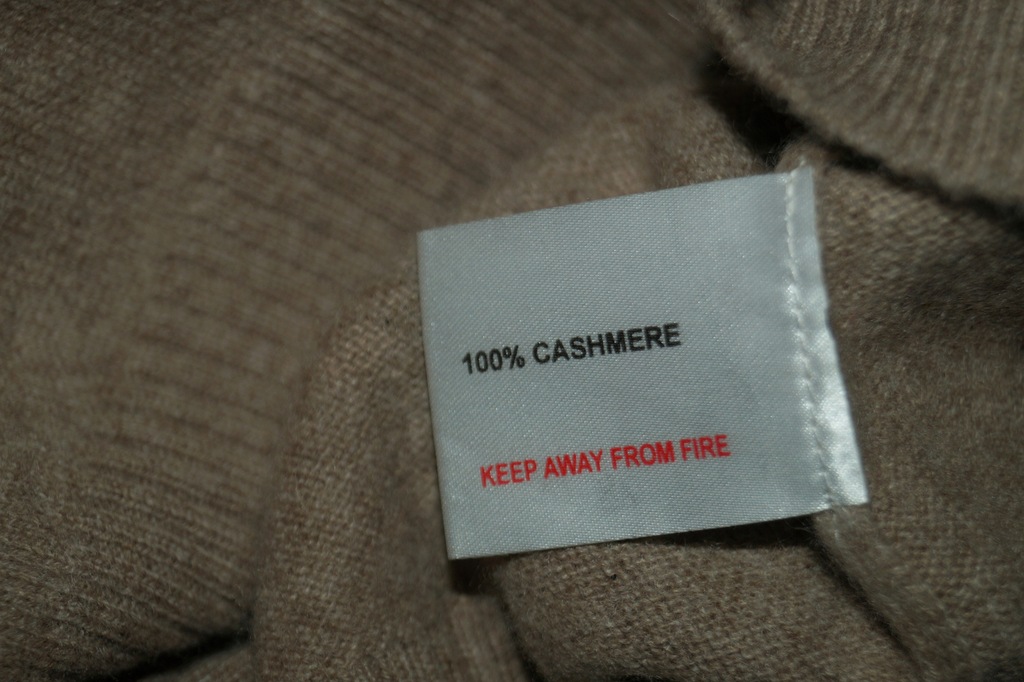 100% CASHMERE
KEEP AWAY FROM FIRE